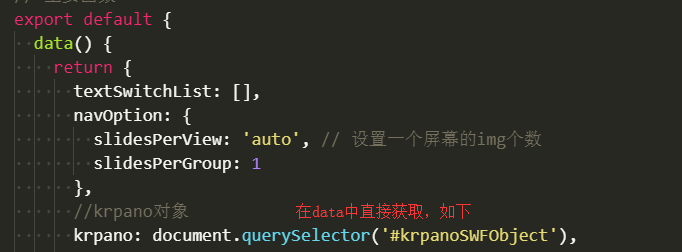 export default {
data() {
return {
textSwitchList: [],
navOption: {
slidesPerView: 'auto', // 设置一个屏幕的img个数
slidesPerGroup: 1
},
//krpano对象 在data中直接获取，如下
krpano: document.querySelector('#krpanoSWFObject'),